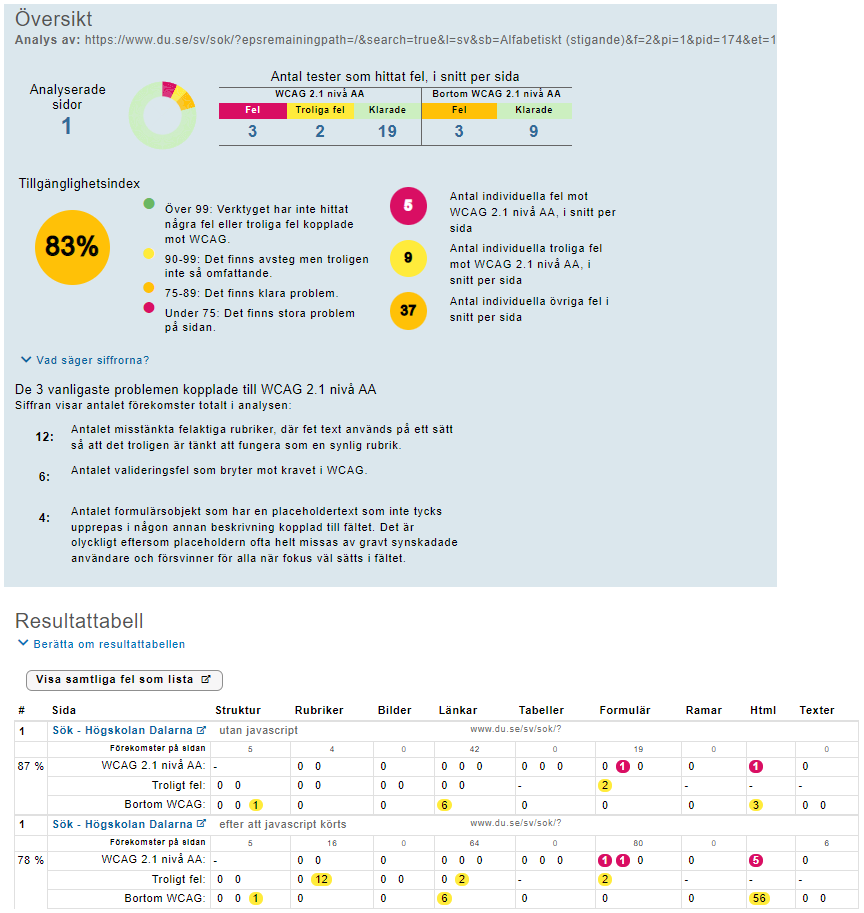 Översikt
Analys av: https://www.du.se/sv/sok/?epsremainingpath=/&search=true&l=sv&sb=Alfabetiskt (stigande)&f=2&pi=1&pid=174&et=1
Analyserade sidor
1
Antal tester som hittat fel, i snitt per sida
WCAG 2.1 nivå AA Bortom WCAG 2.1 nivå AA
Fel Troliga fel Klarade Fel Klarade
3 2 19 3 9
Tillgänglighetsindex
83%
Över 99: Verktyget har inte hittat
några fel eller troliga fel kopplade
mot WCAG.
90-99: Det finns avsteg men troligen
inte så omfattande.
75-89: Det finns klara problem.
Under 75: Det finns stora problem
på sidan.
5
Antal individuella fel mot
WCAG 2.1 nivå AA, i snitt per
sida
9
Antal individuella troliga fel
mot WCAG 2.1 nivå AA, i
snitt per sida
37
Antal individuella övriga fel i
snitt per sida
Vad säger siffrorna?
De 3 vanligaste problemen kopplade till WCAG 2.1 nivå AA
Siffran visar antalet förekomster totalt i analysen:
12: Antalet misstänkta felaktiga rubriker, där fet text används på ett sätt
så att det troligen är tänkt att fungera som en synlig rubrik.
6: Antalet valideringsfel som bryter mot kravet i WCAG.
4: Antalet formulärsobjekt som har en placeholdertext som inte tycks
upprepas i någon annan beskrivning kopplad till fältet. Det är
olyckligt eftersom placeholdern ofta helt missas av gravt synskadade
användare och försvinner för alla när fokus väl sätts i fältet.
Resultattabell
Berätta om resultattabellen
Visa samtliga fel som lista
# Sida Struktur Rubriker Bilder Länkar Tabeller Formulär Ramar Html Texter
1 Sök - Högskolan Dalarna utan javascript www.du.se/sv/sok/?
Förekomster på sidan 5 4 0 42 0 19 0 0
87 % WCAG 2.1 nivå AA: - 0 0 0 0 0 0 0 0 0 0 1 0 0 1 0
Troligt fel: 0 0 0 0 0 0 0 0 - 2 - - -
Bortom WCAG: 0 0 1 0 0 6 0 0 0 3 0 0
1 Sök - Högskolan Dalarna efter att javascript körts www.du.se/sv/sok/?
Förekomster på sidan 5 16 0 64 0 80 0 6
78 % WCAG 2.1 nivå AA: - 0 0 0 0 0 0 0 0 0 1 1 0 0 5 0
Troligt fel: 0 0 0 12 0 0 0 2 - 2 - - -
Bortom WCAG: 0 0 1 0 0 6 0 0 0 56 0 0